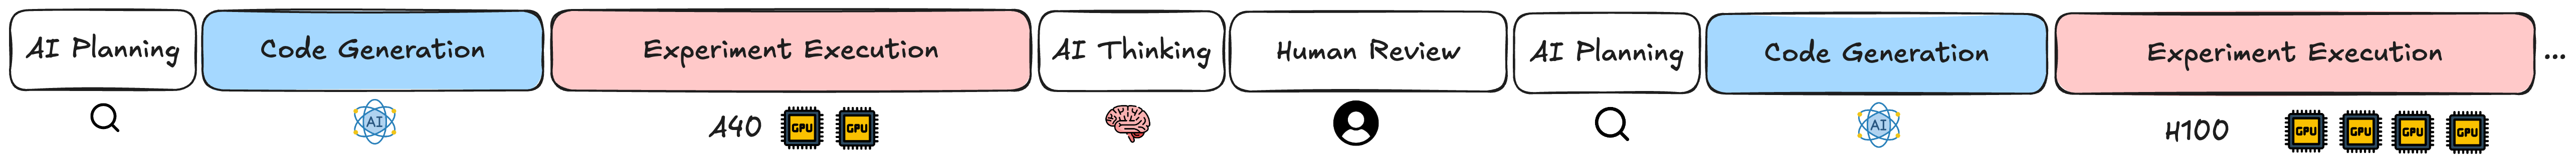 AI Planning
Code Generation
Experiment Execution
AI Thinking
Human Review
AI Planning
Code Generation
Experiment Execution
...
AI
A40
GPU
GPU
AI
H100
GPU
GPU
GPU
GPU